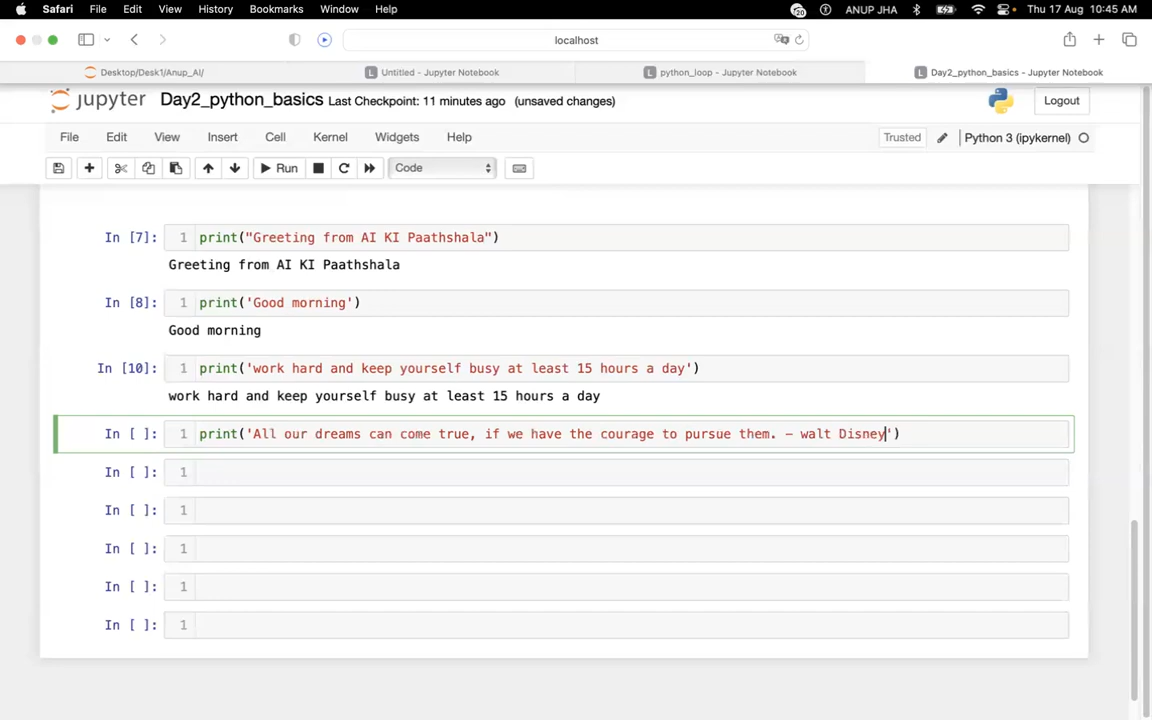 Safari File Edit View History Bookmarks Window Help 20 ANUP JHA Thu 17 Aug 10:45 AM
localhost
Desktop/Desk1/Anup_AI/ L Untitled - Jupyter Notebook L python_loop - Jupyter Notebook L Day2_python_basics - Jupyter Notebook
jupyter Day2_python_basics Last Checkpoint: 11 minutes ago (unsaved changes) Logout
File Edit View Insert Cell Kernel Widgets Help Trusted Python 3 (ipykernel)
Run Code
In [7]: 1 print("Greeting from AI KI Paathshala")
Greeting from AI KI Paathshala
In [8]: 1 print('Good morning')
Good morning
In [10]: 1 print('work hard and keep yourself busy at least 15 hours a day')
work hard and keep yourself busy at least 15 hours a day
In [ ]: 1 print('All our dreams can come true, if we have the courage to pursue them. – walt Disney')
In [ ]: 1
In [ ]: 1
In [ ]: 1
In [ ]: 1
In [ ]: 1